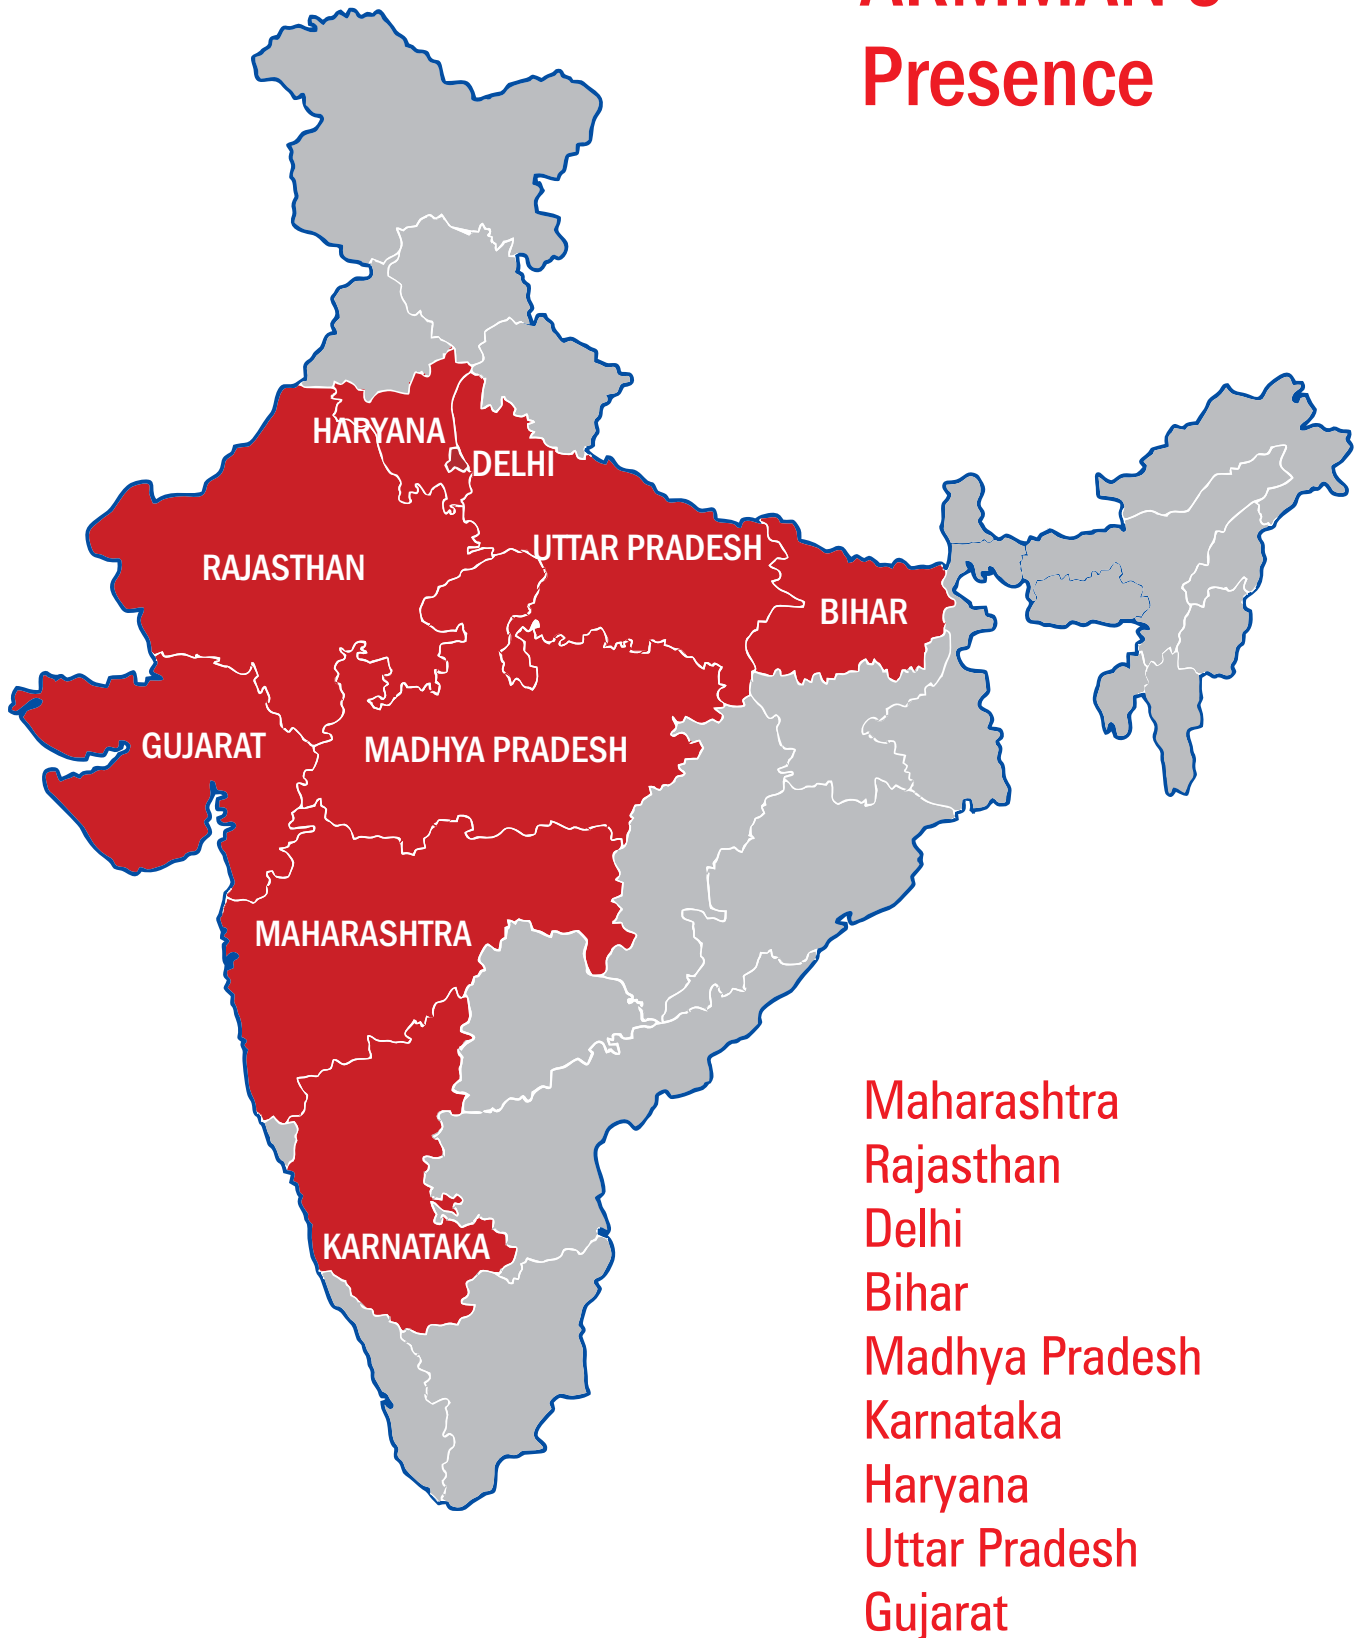 ARMMAN's
Presence
HARYANA
DELHI
UTTAR PRADESH
RAJASTHAN
BIHAR
GUJARAT
MADHYA PRADESH
MAHARASHTRA
KARNATAKA
Maharashtra
Rajasthan
Delhi
Bihar
Madhya Pradesh
Karnataka
Haryana
Uttar Pradesh
Gujarat